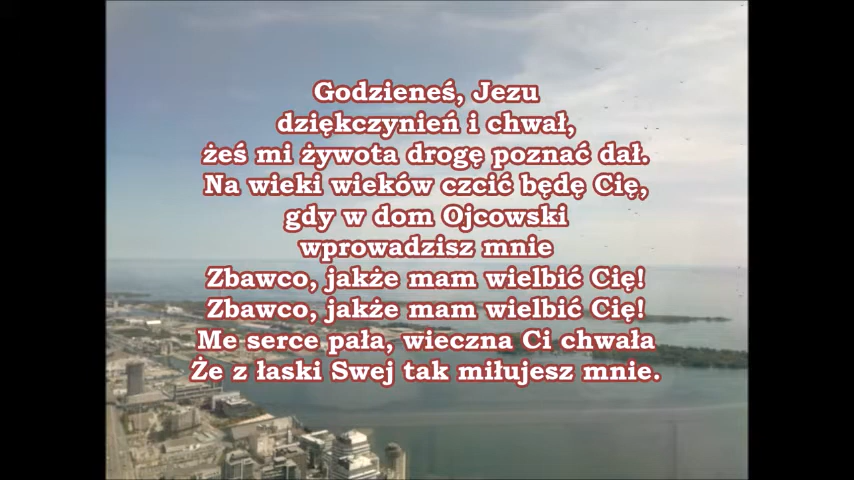 Godzieneś, Jezu
dziękczynień i chwał,
żeś mi żywota drogę poznać dał.
Na wieki wieków czcić będę Cię,
gdy w dom Ojcowski
wprowadzisz mnie
Zbawco, jakże mam wielbić Cię!
Zbawco, jakże mam wielbić Cię!
Me serce pała, wieczna Ci chwała
Że z łaski Swej tak miłujesz mnie.